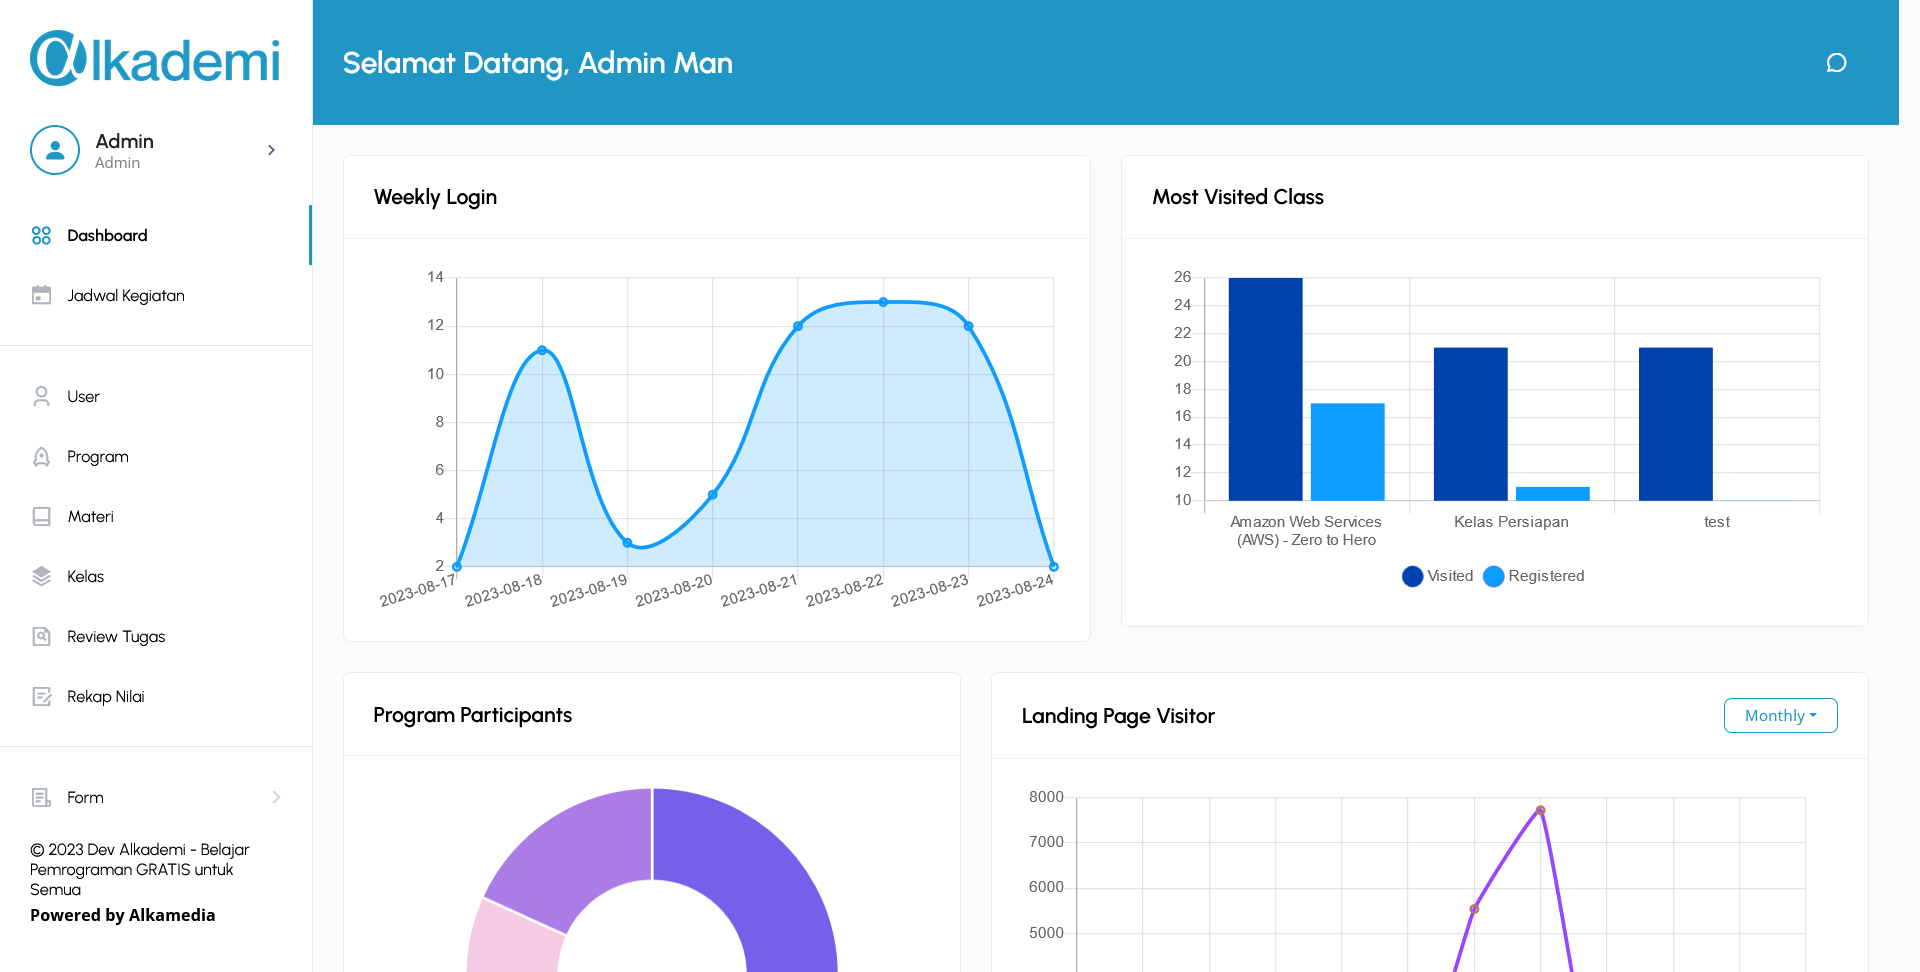 alkademi
Selamat Datang, Admin Man
Admin
Admin
Dashboard
Jadwal Kegiatan
User
Program
Materi
Kelas
Review Tugas
Rekap Nilai
Form
© 2023 Dev Alkademi - Belajar
Pemrograman GRATIS untuk
Semua
Powered by Alkamedia
Weekly Login
14
12
10
8
6
4
2
2023-08-17
2023-08-18
2023-08-19
2023-08-20
2023-08-21
2023-08-22
2023-08-23
2023-08-24
Most Visited Class
26
24
22
20
18
16
14
12
10
Amazon Web Services
(AWS) - Zero to Hero
Kelas Persiapan
test
Visited
Registered
Program Participants
Landing Page Visitor
Monthly
8000
7000
6000
5000